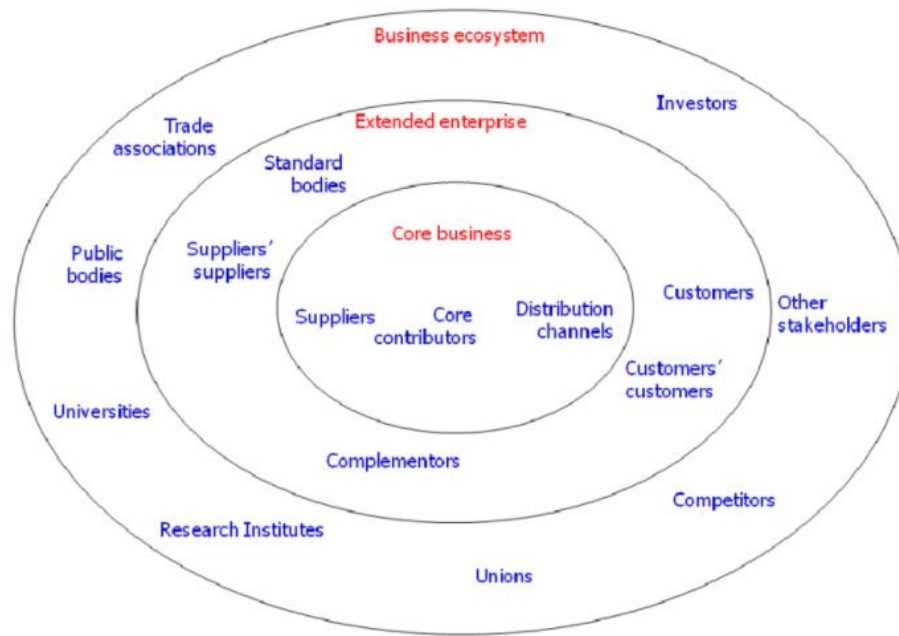 Business ecosystem
Investors
Trade
associations
Extended enterprise
Standard
bodies
Core business
Public
bodies
Suppliers'
suppliers
Customers
Other
stakeholders
Suppliers
Core
contributors
Distribution
channels
Customers'
customers
Universities
Complementors
Competitors
Research Institutes
Unions